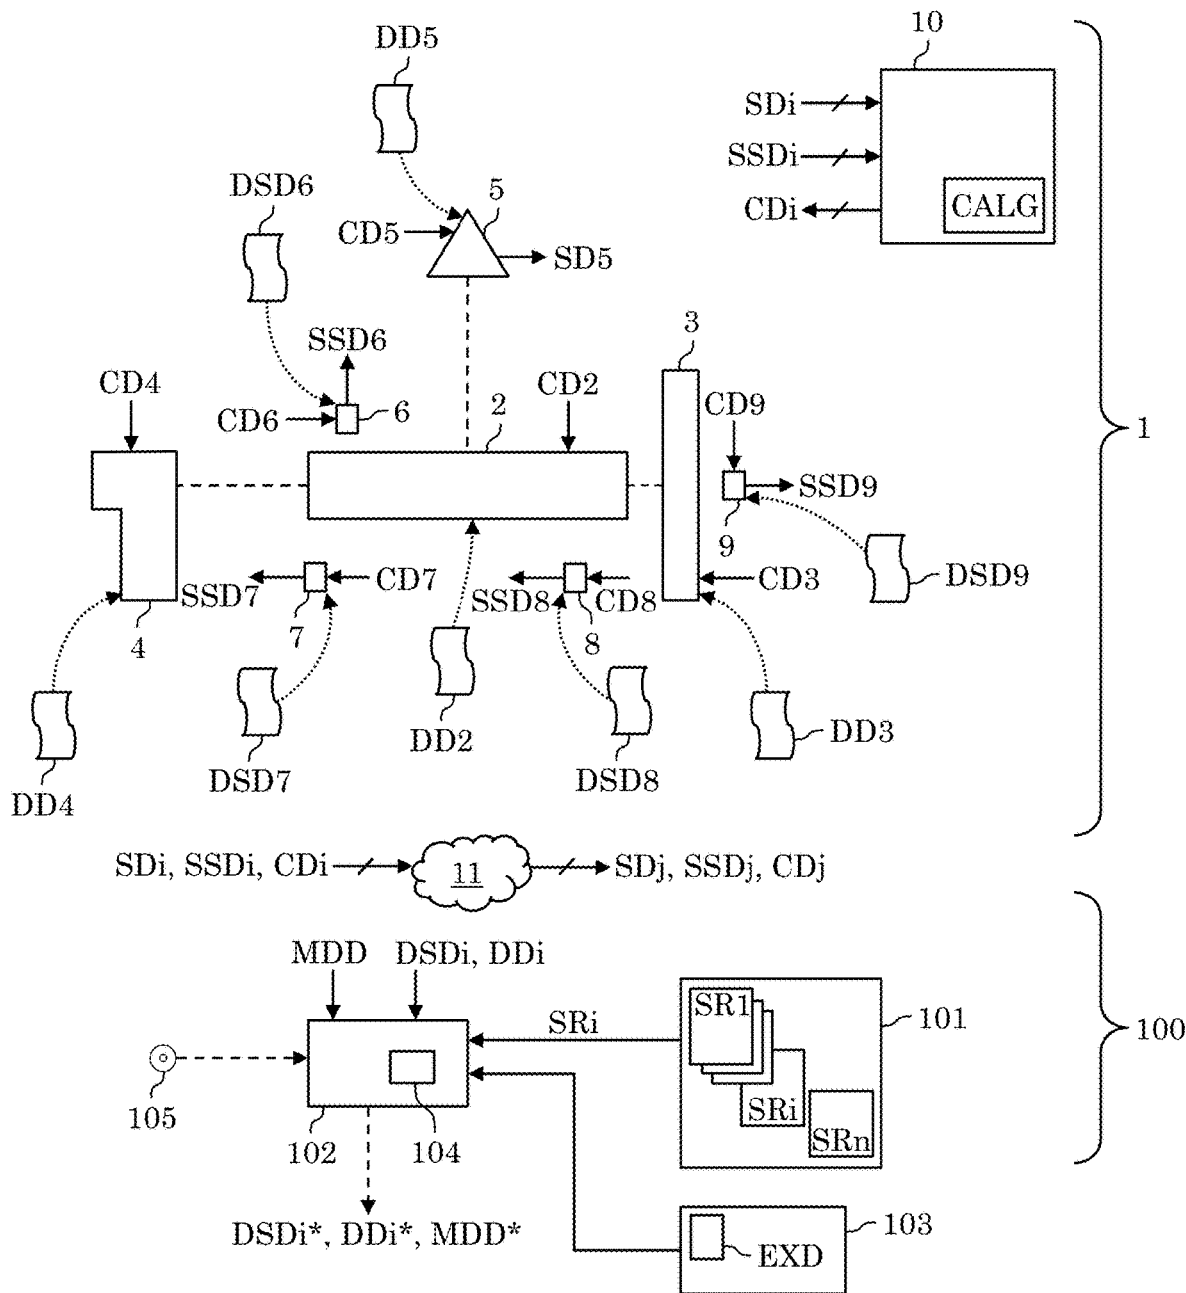 DD5
10
SDi
SSDi
CDi
CALG
DSD6
5
CD5
SD5
SSD6
3
CD4
CD6
6
2
CD2
CD9
1
SSD9
9
SSD7
CD7
SSD8
CD8
CD3
DSD9
4
7
8
DD2
DD3
DSD7
DSD8
DD4
SDi, SSDi, CDi
11
SDj, SSDj, CDj
MDD
DSDi, DDi
SRi
SR1
101
100
105
102
104
SRi
SRn
DSDi*, DDi*, MDD*
103
EXD